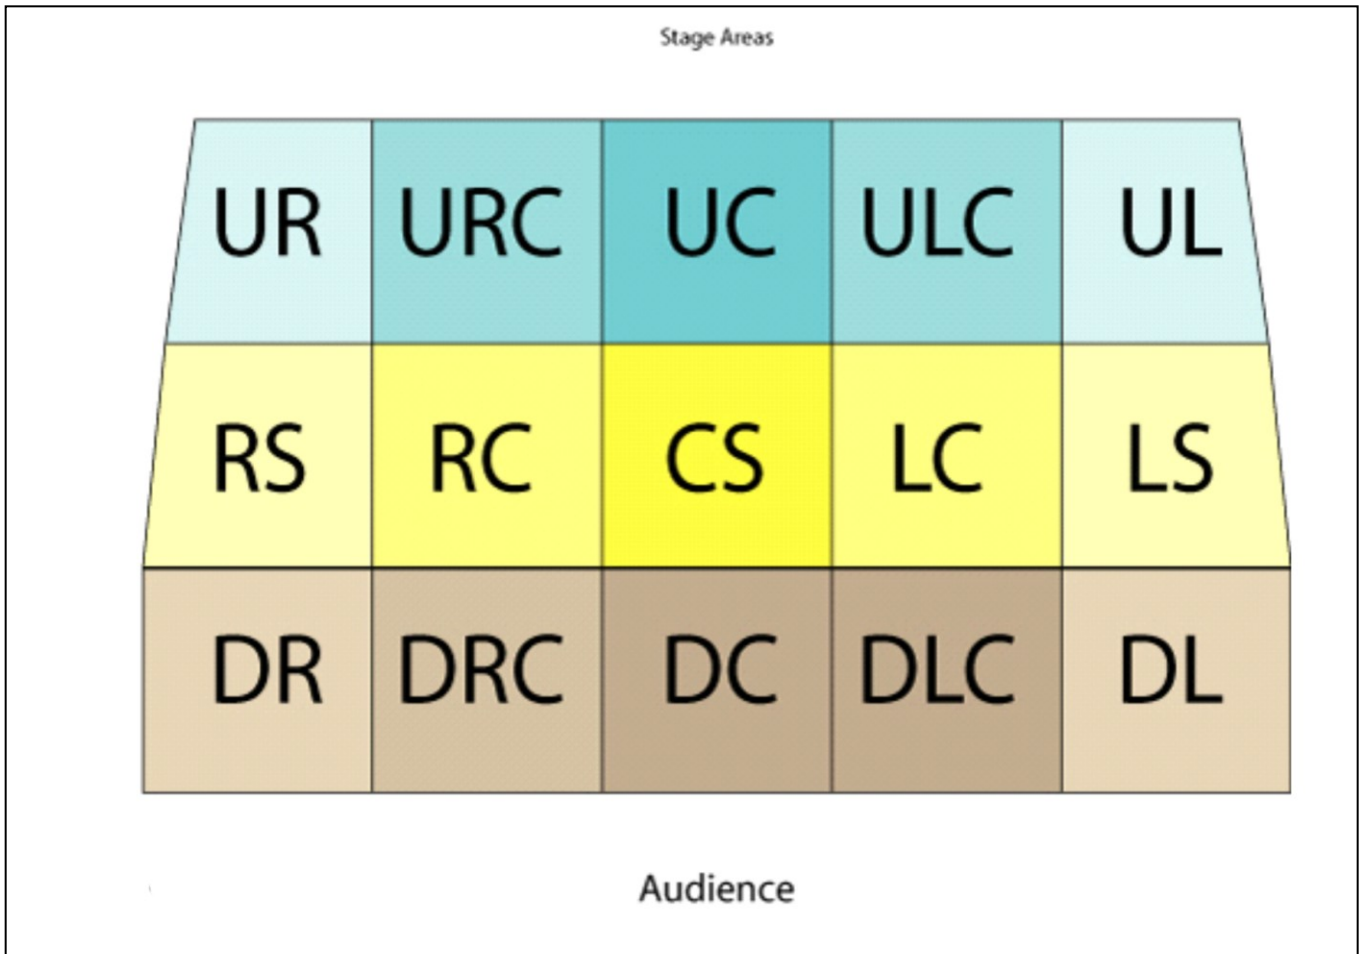 Stage Areas
UR URC UC ULC UL
RS RC CS LC LS
DR DRC DC DLC DL
Audience